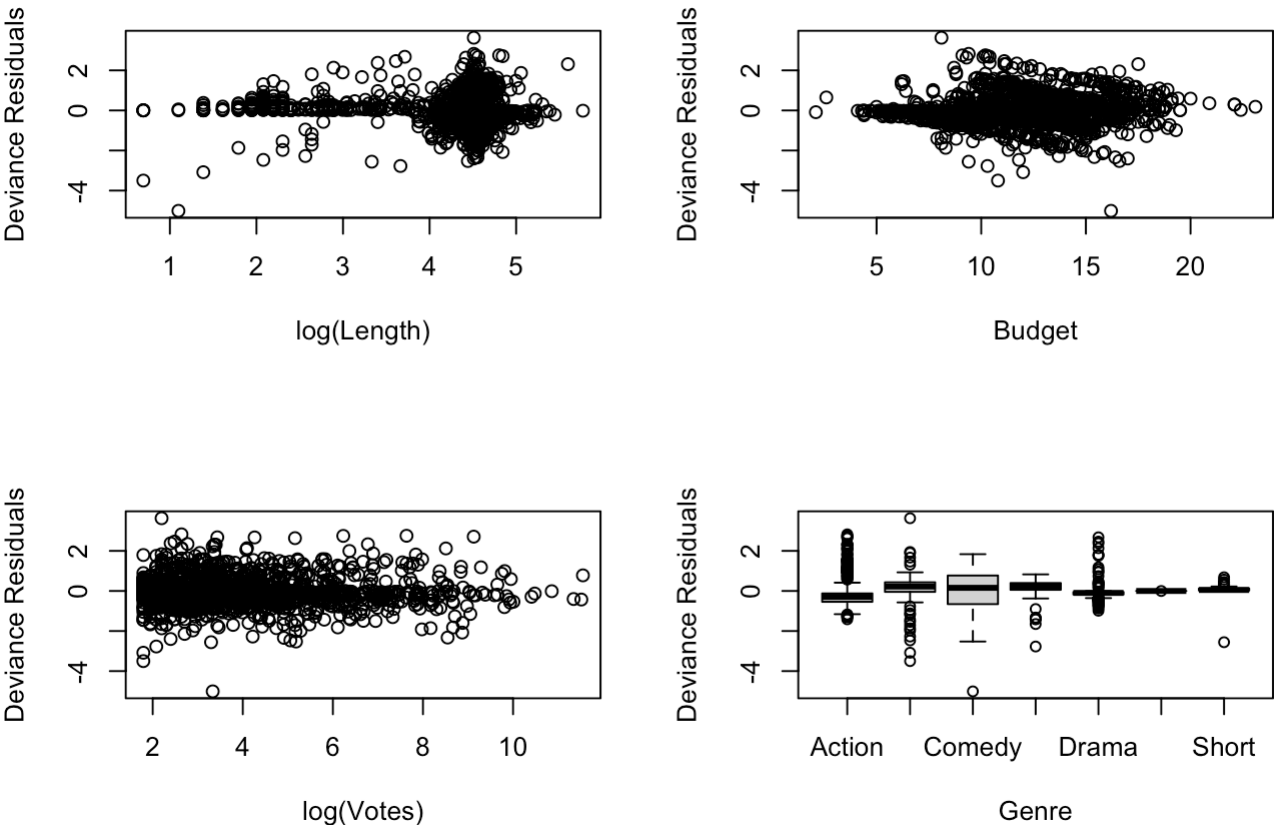 Deviance Residuals
2
0
-4
1 2 3 4 5
log(Length)
Deviance Residuals
2
0
-4
5 10 15 20
Budget
Deviance Residuals
2
0
-4
2 4 6 8 10
log(Votes)
Deviance Residuals
2
0
-4
Action Comedy Drama Short
Genre